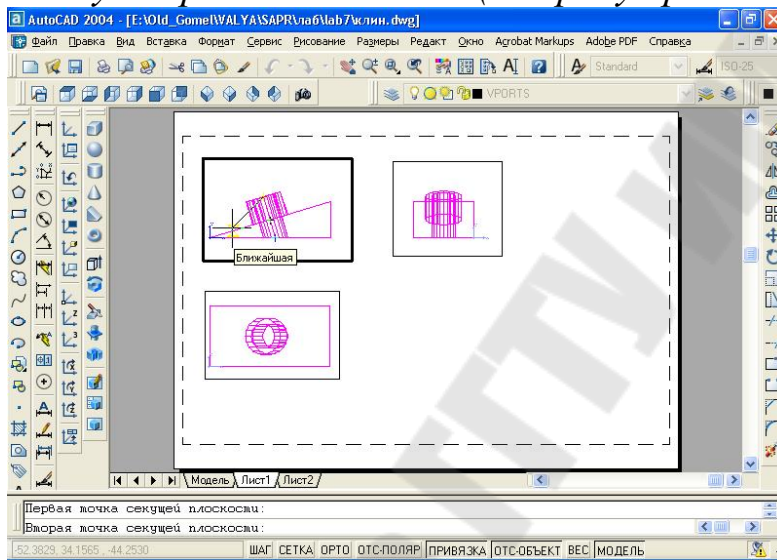 AutoCAD 2004 - [E:\Old_Gomel\VALYA\SAPR\лаб\lab7\клин.dwg]
Файл Правка Вид Вставка Формат Сервис Рисование Размеры Редакт Окно Acrobat Markups Adobe PDF Справка
Standard ISO-25
VPORTS
Ближайшая
Модель Лист1 Лист2
Первая точка секущей плоскости:
Вторая точка секущей плоскости:
-52.3829, 34.1565, -44.2530 ШАГ СЕТКА ОРТО ОТС-ПОЛЯР ПРИВЯЗКА ОТС-ОБЪЕКТ ВЕС МОДЕЛЬ